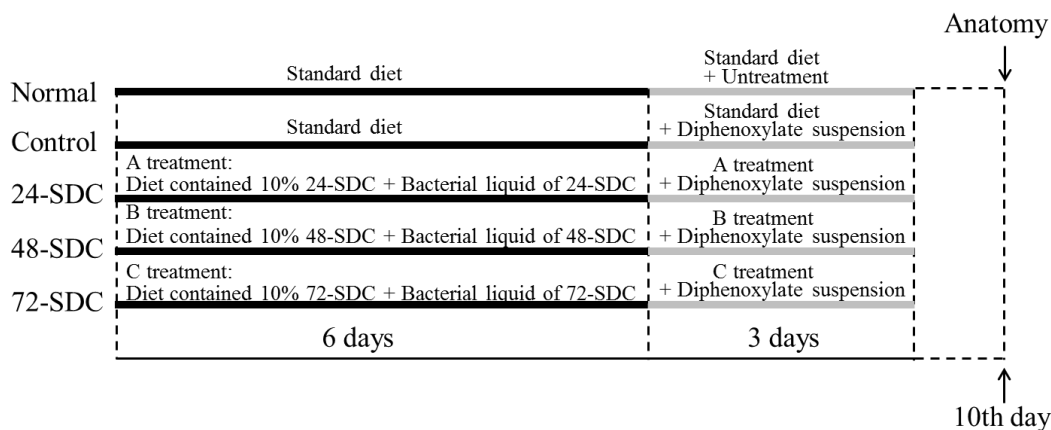 Anatomy
Standard diet
Standard diet
+ Untreatment
Normal
Standard diet
Standard diet
+ Diphenoxylate suspension
Control
A treatment:
Diet contained 10% 24-SDC + Bacterial liquid of 24-SDC
A treatment
+ Diphenoxylate suspension
24-SDC
B treatment:
Diet contained 10% 48-SDC + Bacterial liquid of 48-SDC
B treatment
+ Diphenoxylate suspension
48-SDC
C treatment:
Diet contained 10% 72-SDC + Bacterial liquid of 72-SDC
C treatment
+ Diphenoxylate suspension
72-SDC
6 days
3 days
10th day